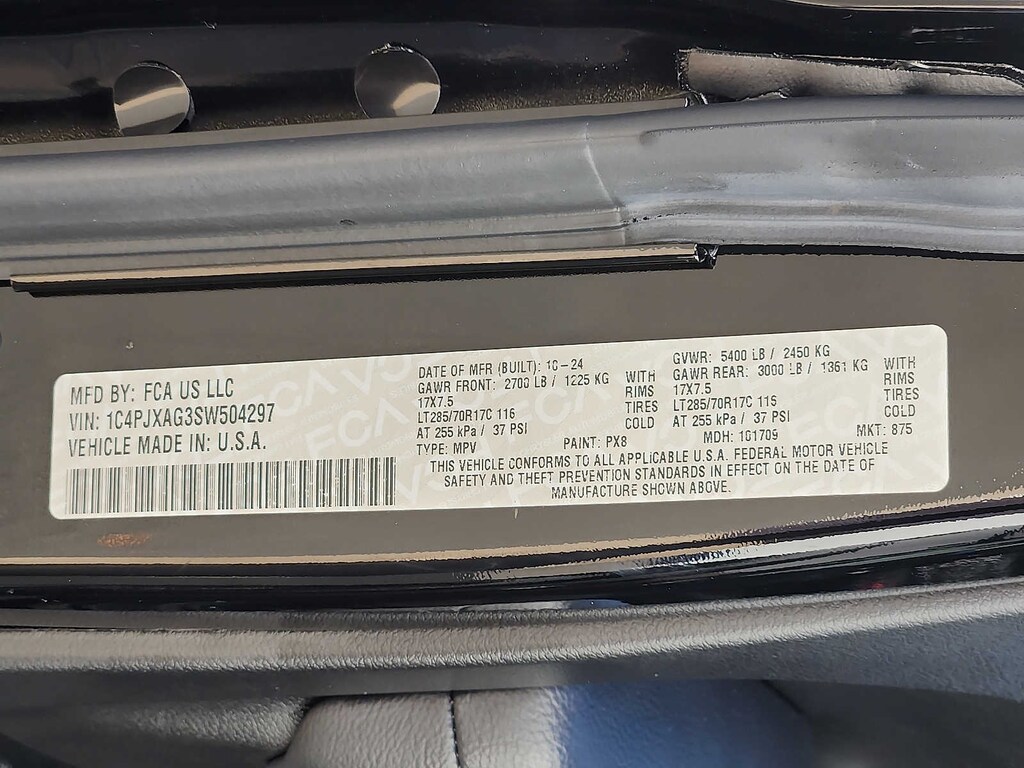 MFD BY: FCA US LLC
VIN: 1C4PJXAG3SW504297
VEHICLE MADE IN: U.S.A.
DATE OF MFR (BUILT): 10-24
GAWR FRONT: 2700 LB / 1225 KG
17X7.5
LT285/70R17C 116
AT 255 kPa / 37 PSI
TYPE: MPV
WITH
RIMS
TIRES
COLD
GVWR: 5400 LB / 2450 KG
GAWR REAR: 3000 LB / 1361 KG
17X7.5
LT285/70R17C 116
AT 255 kPa / 37 PSI
WITH
RIMS
TIRES
COLD
PAINT: PX8
MDH: 101709
MKT: 875
THIS VEHICLE CONFORMS TO ALL APPLICABLE U.S.A. FEDERAL MOTOR VEHICLE
SAFETY AND THEFT PREVENTION STANDARDS IN EFFECT ON THE DATE OF
MANUFACTURE SHOWN ABOVE.